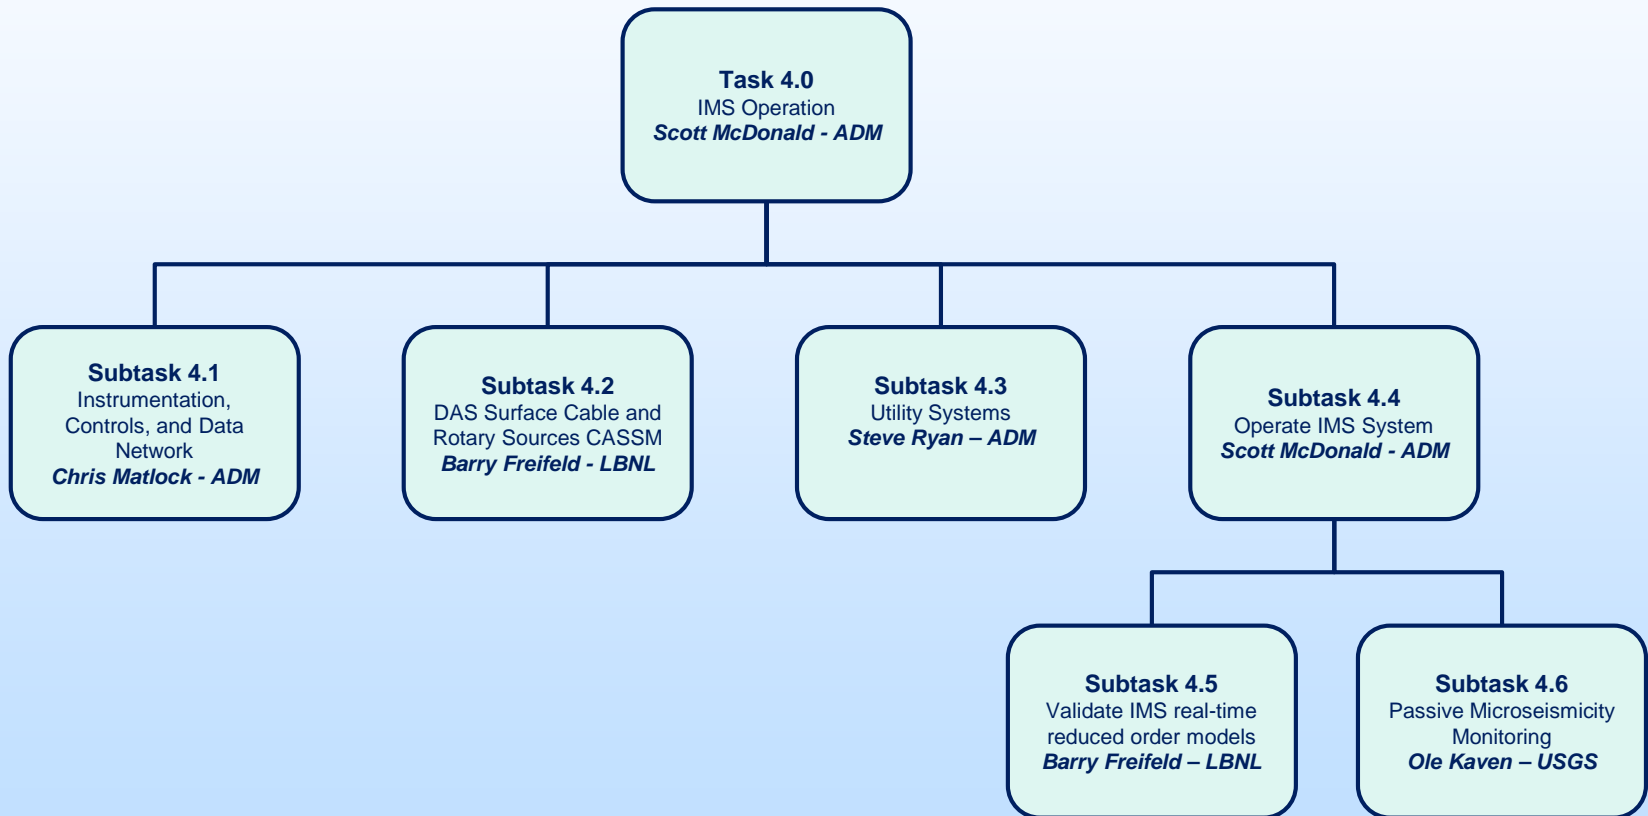 Task 4.0
IMS Operation
Scott McDonald - ADM
Subtask 4.1
Instrumentation,
Controls, and Data
Network
Chris Matlock - ADM
Subtask 4.2
DAS Surface Cable and
Rotary Sources CASSM
Barry Freifeld - LBNL
Subtask 4.3
Utility Systems
Steve Ryan – ADM
Subtask 4.4
Operate IMS System
Scott McDonald - ADM
Subtask 4.5
Validate IMS real-time
reduced order models
Barry Freifeld – LBNL
Subtask 4.6
Passive Microseismicity
Monitoring
Ole Kaven – USGS